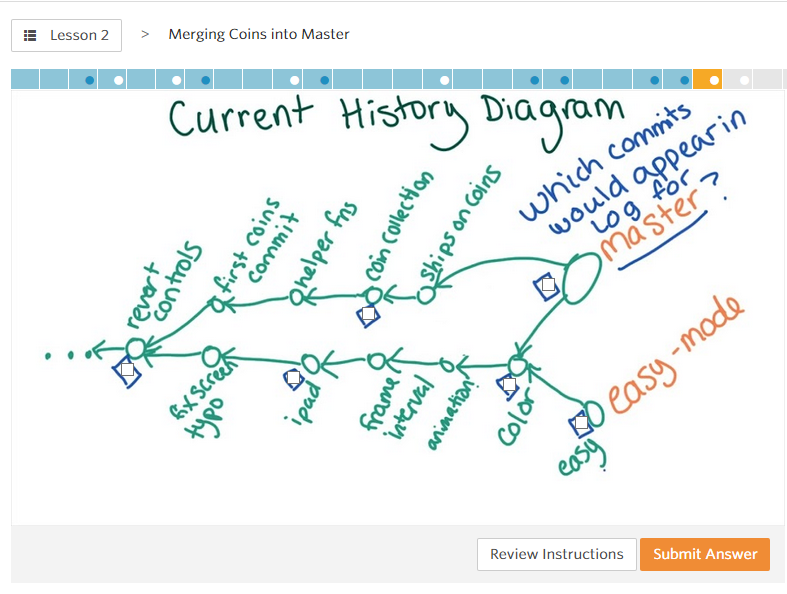 Lesson 2 > Merging Coins into Master
Current History Diagram
which commits
would appear in
log for
master?
revert
controls
first coins
commit
helper fns
coin collection
ships on coins
fix screen
typo
ipad
frame
interval
animation!
color
easy
easy-mode
Review Instructions
Submit Answer